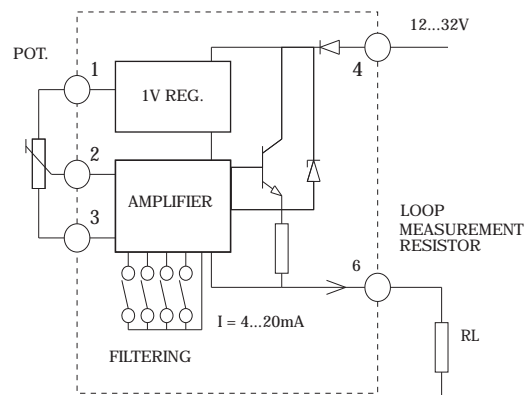 12...32V
POT.
1
4
1V REG.
2
AMPLIFIER
3
LOOP
MEASUREMENT
RESISTOR
6
I = 4...20mA
RL
FILTERING